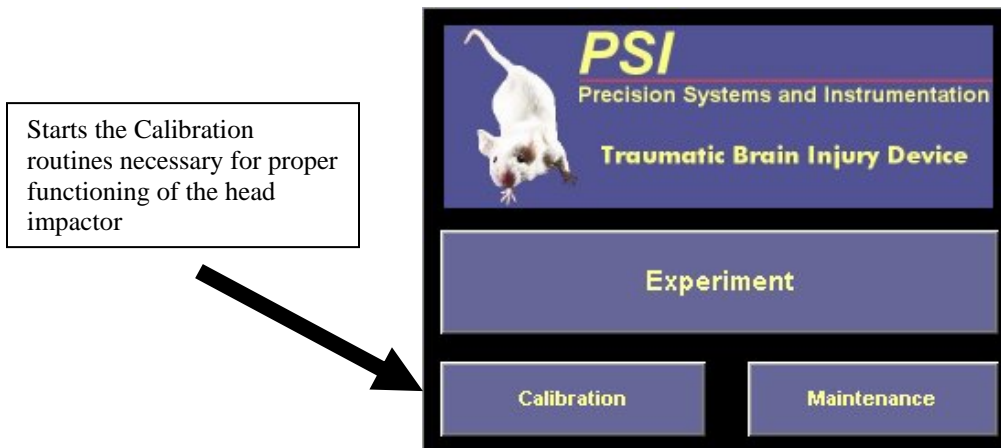 PSI
Precision Systems and Instrumentation
Traumatic Brain Injury Device
Starts the Calibration
routines necessary for proper
functioning of the head
impactor
Experiment
Calibration
Maintenance